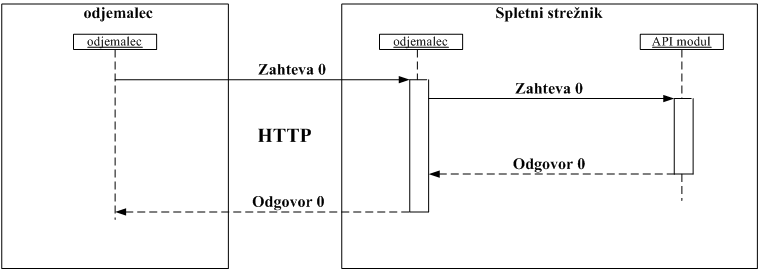 odjemalec
Spletni strežnik
odjemalec
odjemalec
API modul
Zahteva 0
Zahteva 0
HTTP
Odgovor 0
Odgovor 0